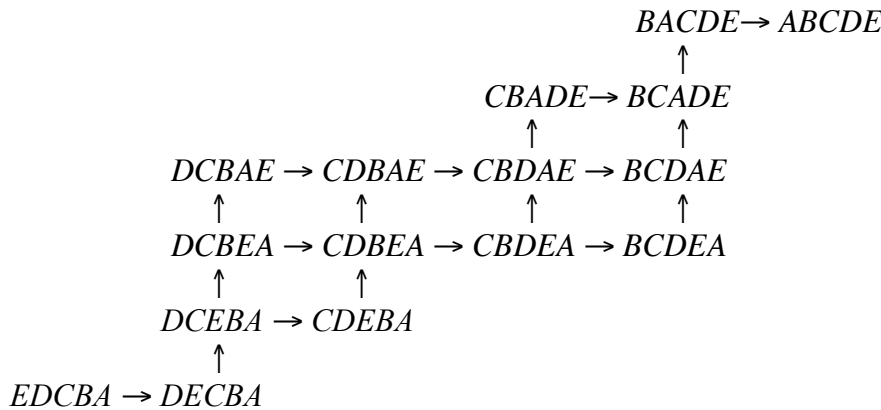 BACDE → ABCDE
CBADE → BCADE
DCBAE → CDBAE → CBDAE → BCDAE
DCBEA → CDBEA → CBDEA → BCDEA
DCEBA → CDEBA
EDCBA → DECBA